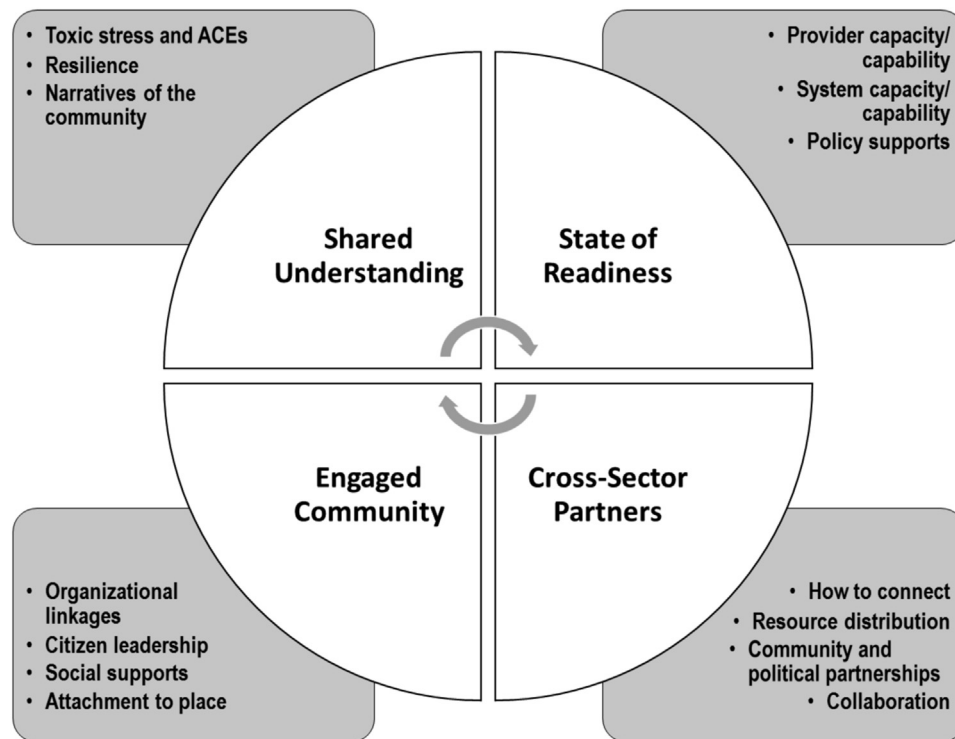 • Toxic stress and ACEs
• Resilience
• Narratives of the
community
• Provider capacity/
capability
• System capacity/
capability
• Policy supports
Shared
Understanding
State of
Readiness
Engaged
Community
Cross-Sector
Partners
• Organizational
linkages
• Citizen leadership
• Social supports
• Attachment to place
• How to connect
• Resource distribution
• Community and
political partnerships
• Collaboration